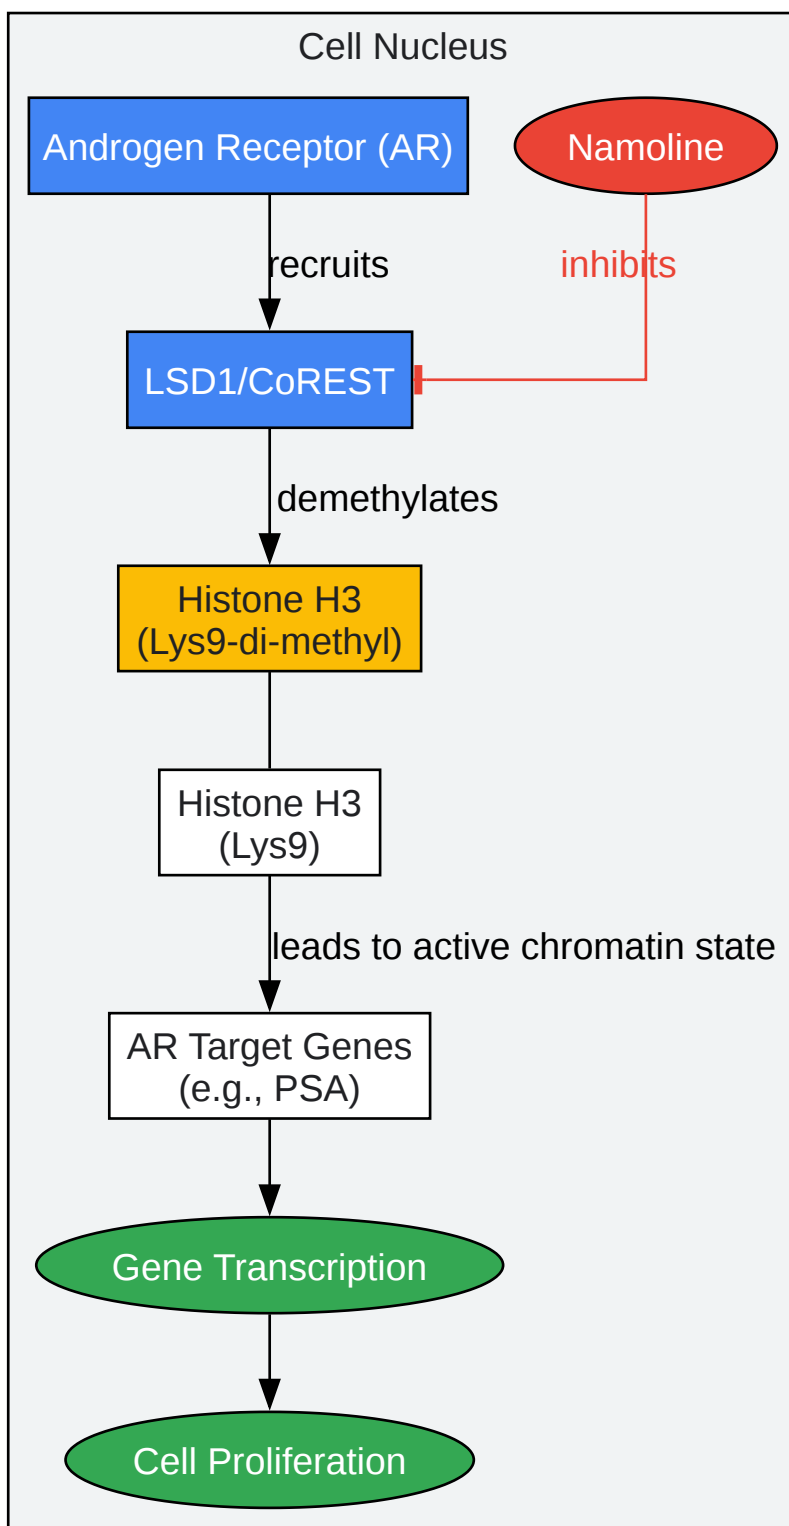 Cell Nucleus
Androgen Receptor (AR)
Namoline
recruits
inhibits
LSD1/CoREST
demethylates
Histone H3
(Lys9-di-methyl)
Histone H3
(Lys9)
leads to active chromatin state
AR Target Genes
(e.g., PSA)
Gene Transcription
Cell Proliferation